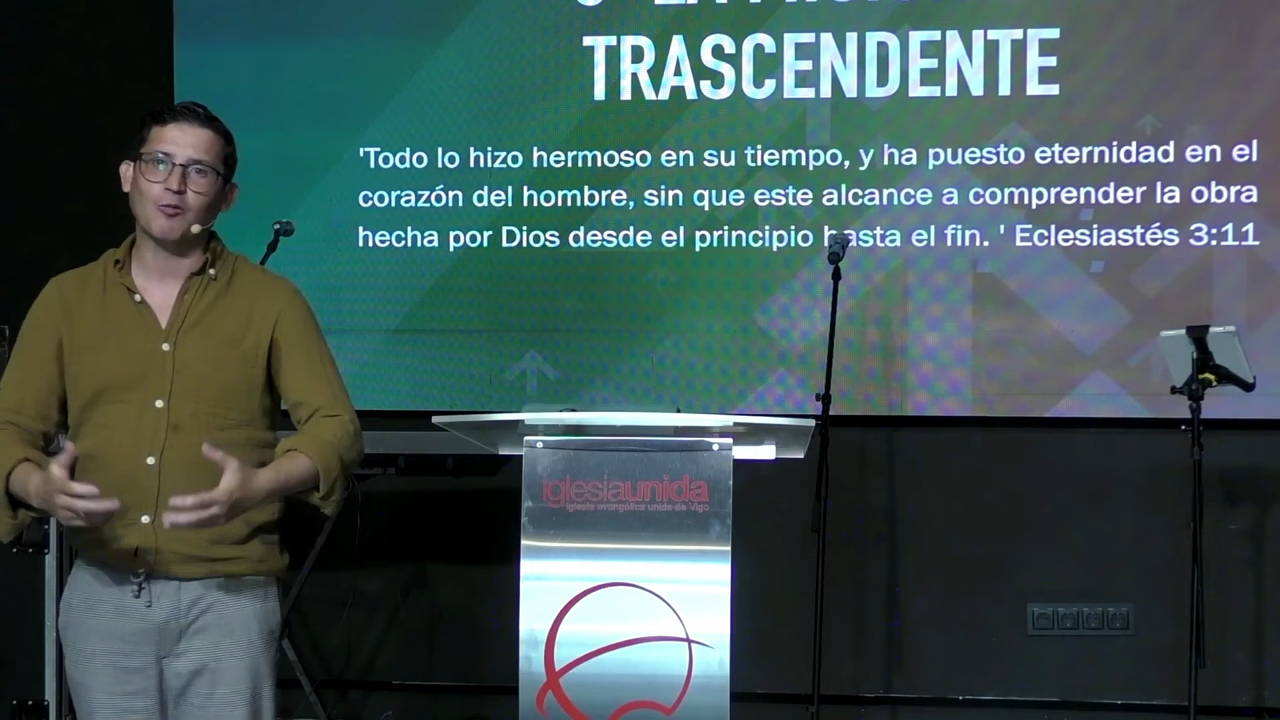 TRASCENDENTE
'Todo lo hizo hermoso en su tiempo, y ha puesto eternidad en el
corazón del hombre, sin que este alcance a comprender la obra
hecha por Dios desde el principio hasta el fin. ' Eclesiastés 3:11
iglesiaunida
iglesia evangélica unida de Vigo